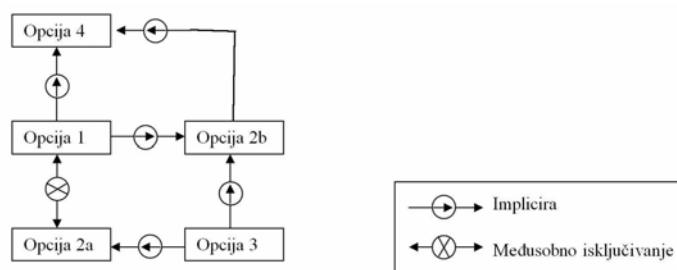 Opcija 4
Opcija 1
Opcija 2b
Opcija 2a
Opcija 3
Implicira
Međusobno isključivanje